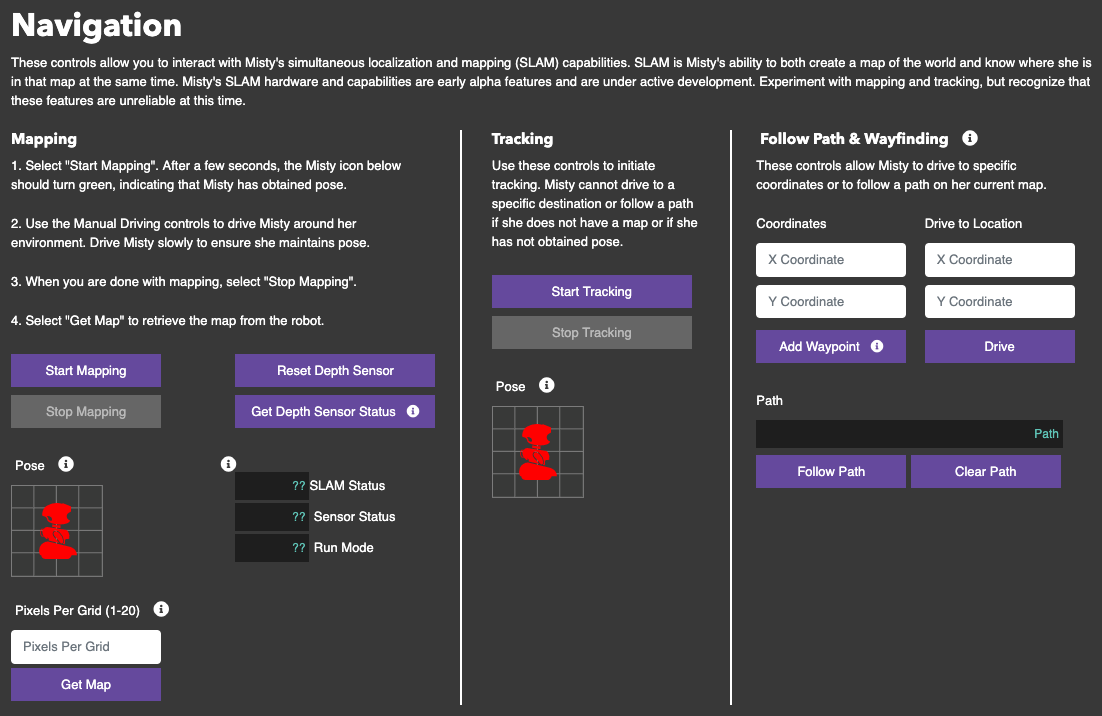 Navigation
These controls allow you to interact with Misty's simultaneous localization and mapping (SLAM) capabilities. SLAM is Misty's ability to both create a map of the world and know where she is
in that map at the same time. Misty's SLAM hardware and capabilities are early alpha features and are under active development. Experiment with mapping and tracking, but recognize that
these features are unreliable at this time.
Mapping
1. Select "Start Mapping". After a few seconds, the Misty icon below
should turn green, indicating that Misty has obtained pose.
2. Use the Manual Driving controls to drive Misty around her
environment. Drive Misty slowly to ensure she maintains pose.
3. When you are done with mapping, select "Stop Mapping".
4. Select "Get Map" to retrieve the map from the robot.
Start Mapping
Reset Depth Sensor
Stop Mapping
Get Depth Sensor Status
Pose
?? SLAM Status
?? Sensor Status
?? Run Mode
Pixels Per Grid (1-20)
Pixels Per Grid
Get Map
Tracking
Use these controls to initiate
tracking. Misty cannot drive to a
specific destination or follow a path
if she does not have a map or if she
has not obtained pose.
Start Tracking
Stop Tracking
Pose
Follow Path & Wayfinding
These controls allow Misty to drive to specific
coordinates or to follow a path on her current map.
Coordinates
Drive to Location
X Coordinate
X Coordinate
Y Coordinate
Y Coordinate
Add Waypoint
Drive
Path
Path
Follow Path
Clear Path